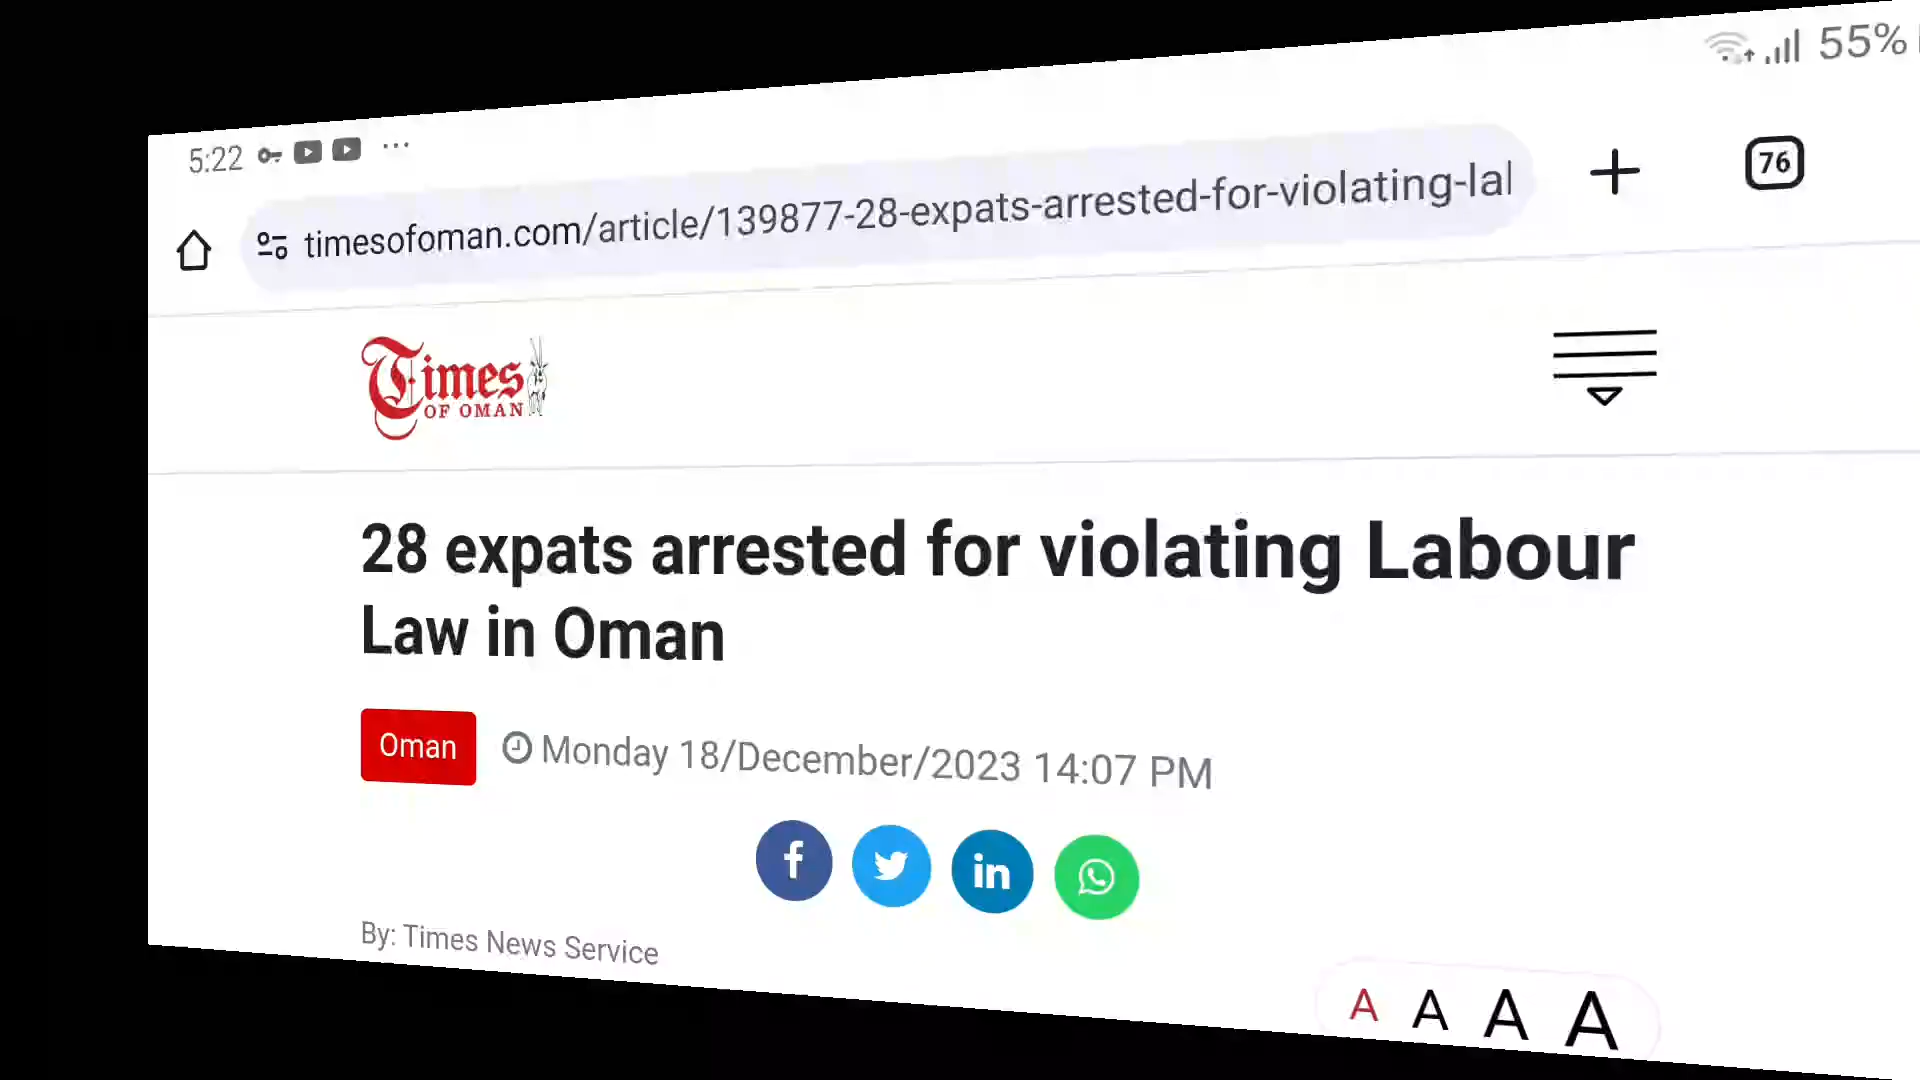 55%
5:22
timesofoman.com/article/139877-28-expats-arrested-for-violating-lal
76
Times
OF OMAN
28 expats arrested for violating Labour
Law in Oman
Oman
Monday 18/December/2023 14:07 PM
f
in
By: Times News Service
A A A A